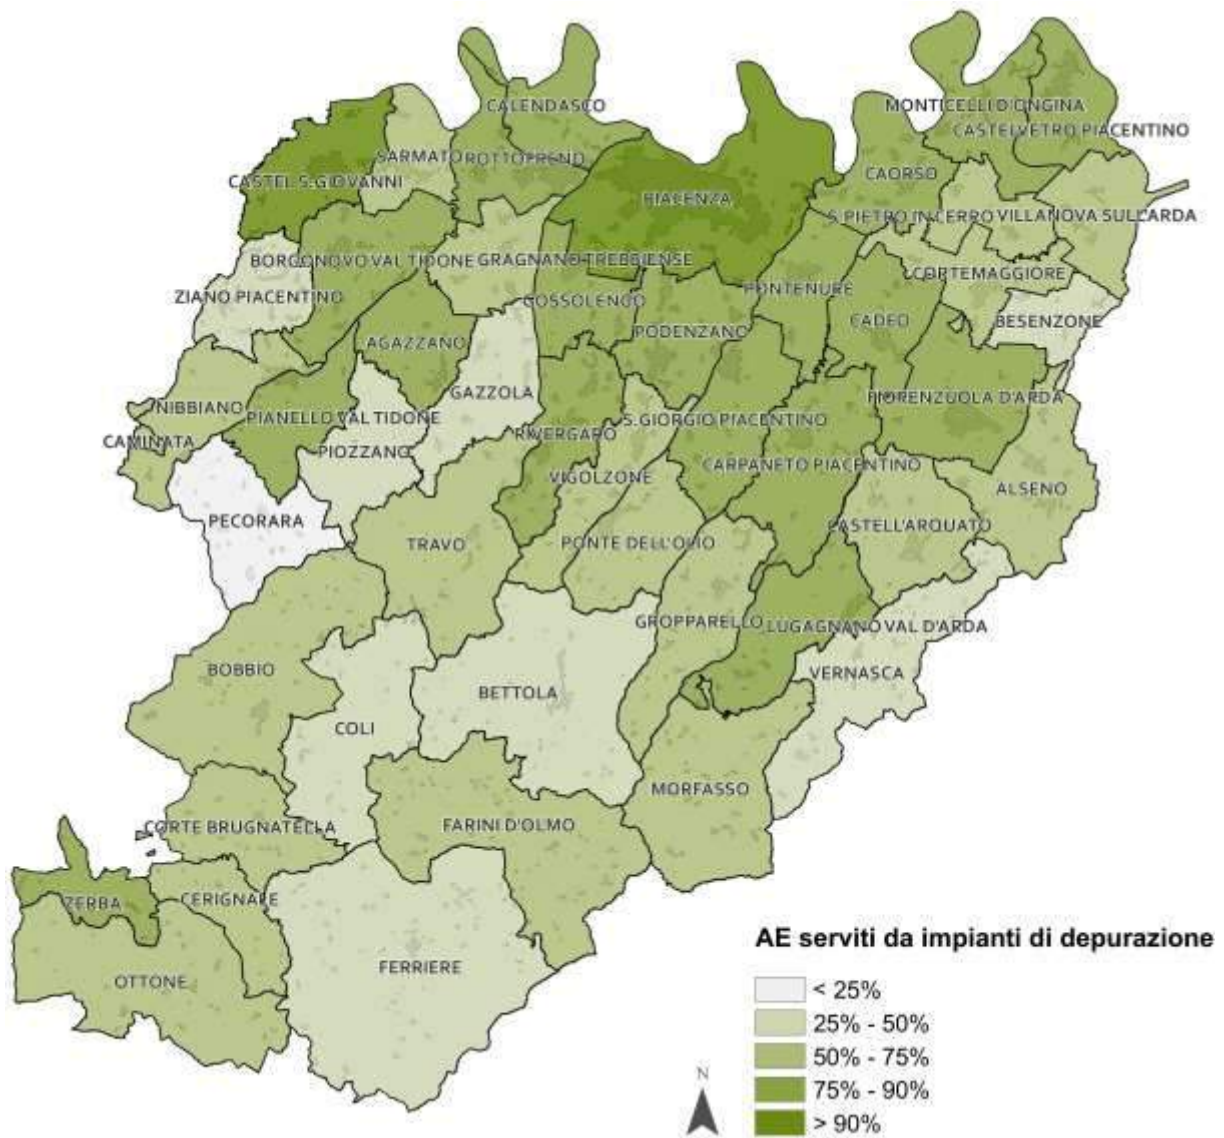 CALENDASCO
MONTICELLI D'ONGINA
CASTELVETRO PIACENTINO
SARMATO
ROTTOFRENO
CASTEL S.GIOVANNI
CAORSO
PIACENZA
S.PIETRO IN CERRO
VILLANOVA SULL'ARDA
BORGONOVO VAL TIDONE
GRAGNANO TREBBIENSE
CORTEMAGGIORE
ZIANO PIACENTINO
GOSSOLENGO
PONTENURE
CADEO
BESENZONE
PODENZANO
AGAZZANO
GAZZOLA
FIORENZUOLA D'ARDA
NIBBIANO
PIANELLO VAL TIDONE
S.GIORGIO PIACENTINO
CAMINATA
PIOZZANO
RIVERGARO
CARPANETO PIACENTINO
VIGOLZONE
ALSENO
PECORARA
CASTELL'ARQUATO
TRAVO
PONTE DELL'OLIO
GROPPARELLO
LUGAGNANO VAL D'ARDA
BOBBIO
VERNASCA
BETTOLA
COLI
MORFASSO
CORTE BRUGNATELLA
FARINI D'OLMO
ZERBA
CERIGNALE
FERRIERE
OTTONE
AE serviti da impianti di depurazione
< 25%
25% - 50%
50% - 75%
75% - 90%
> 90%
N